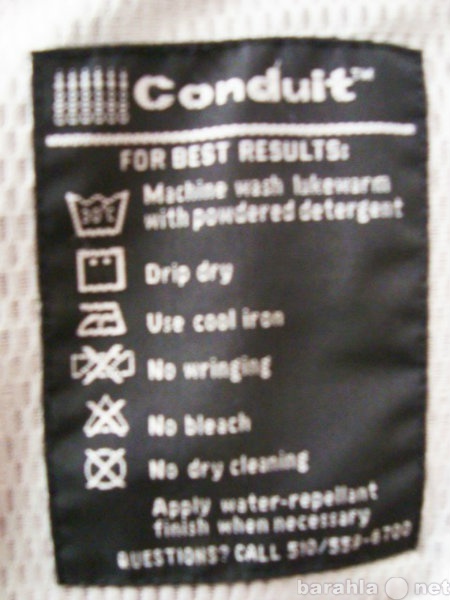 Conduit™
FOR BEST RESULTS:
30°C Machine wash lukewarm
with powdered detergent
Drip dry
Use cool iron
No wringing
No bleach
No dry cleaning
Apply water-repellant
finish when necessary
QUESTIONS? CALL
barahla net